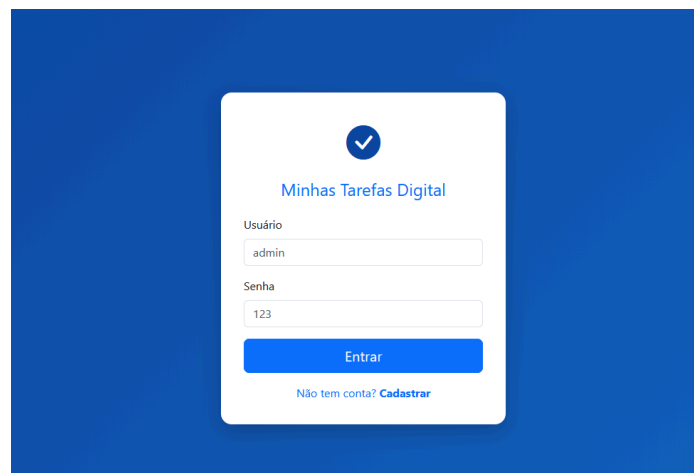 Minhas Tarefas Digital
Usuário
admin
Senha
123
Entrar
Não tem conta? Cadastrar